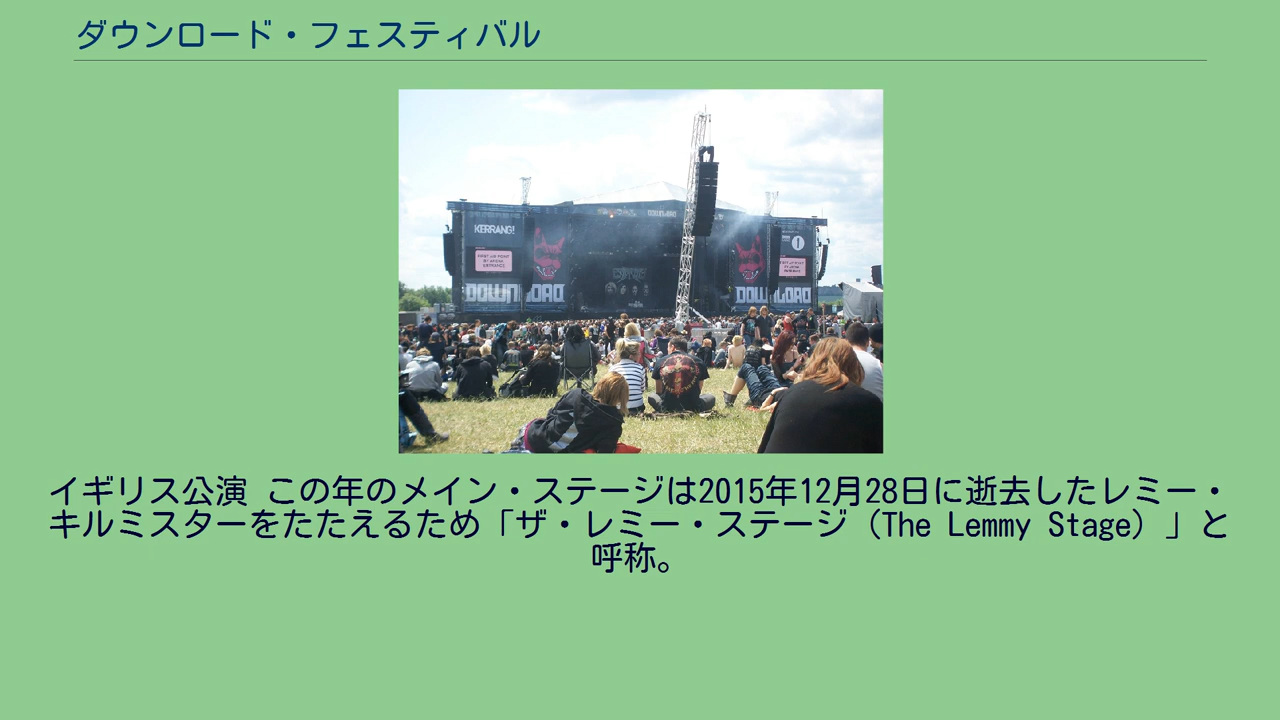 ダウンロード・フェスティバル
KERRANG!
DOWNLOAD
DOWNLOAD
DOWNLOAD
イギリス公演 この年のメイン・ステージは2015年12月28日に逝去したレミー・
キルミスターをたたえるため「ザ・レミー・ステージ（The Lemmy Stage）」と
呼称。